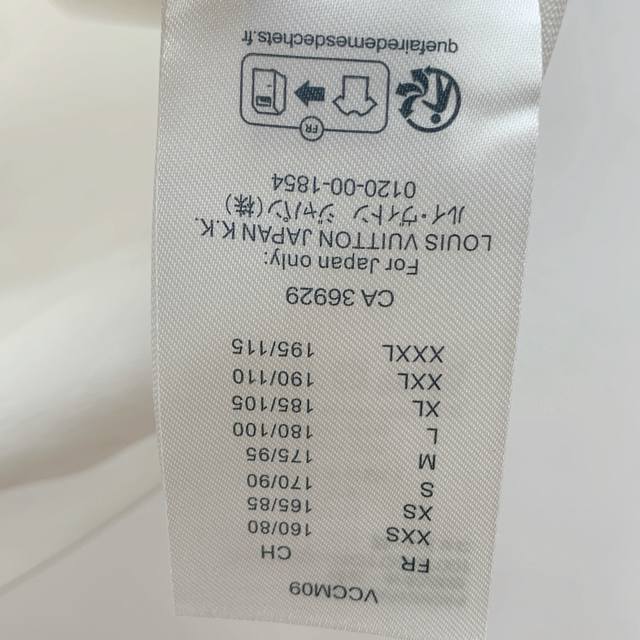 VCCM09
FR CH
XXS 160/80
XS 165/85
S 170/90
M 175/95
L 180/100
XL 185/105
XXL 190/110
XXXL 195/115
CA 36929
For Japan only:
LOUIS VUITTON JAPAN K.K.
ルイ・ヴィトン ジャパン(株)
0120-00-1854
FR
quefairedemesdechets.fr